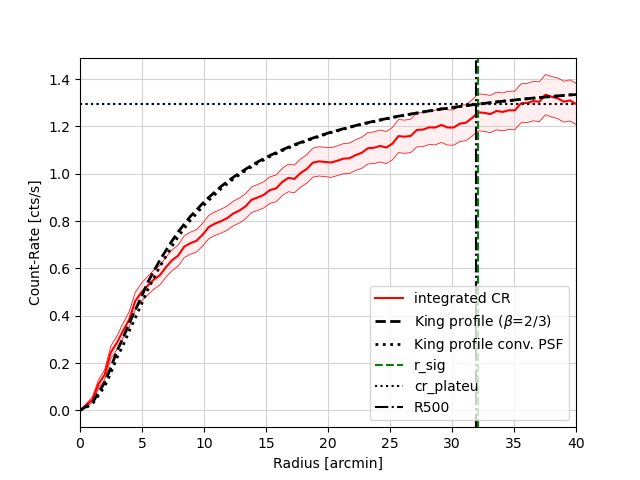 1.4
1.2
1.0
0.8
0.6
0.4
0.2
0.0
Count-Rate [cts/s]
integrated CR
King profile (β=2/3)
King profile conv. PSF
r_sig
cr_plateu
R500
0 5 10 15 20 25 30 35 40
Radius [arcmin]